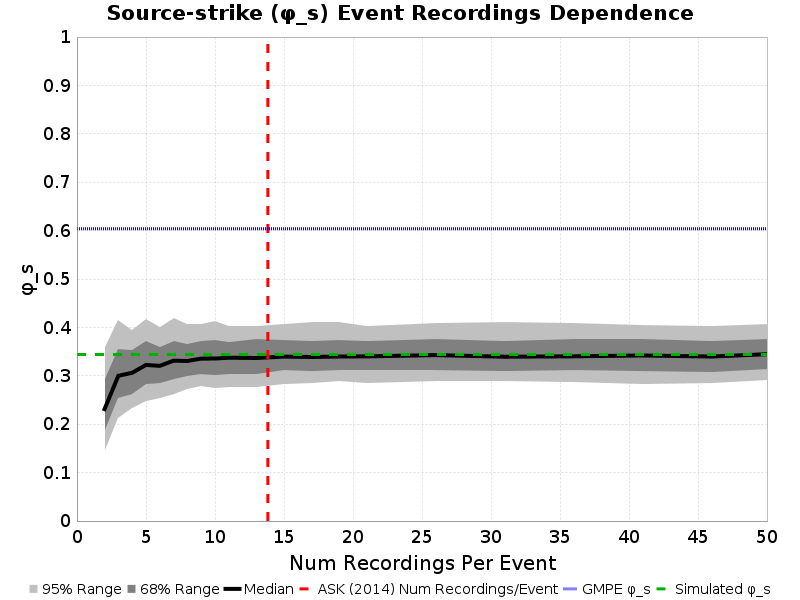 Source-strike (φ_s) Event Recordings Dependence
1
0.9
0.8
0.7
0.6
0.5
0.4
0.3
0.2
0.1
0
φ_s
0 5 10 15 20 25 30 35 40 45 50
Num Recordings Per Event
95% Range 68% Range Median ASK (2014) Num Recordings/Event GMPE φ_s Simulated φ_s